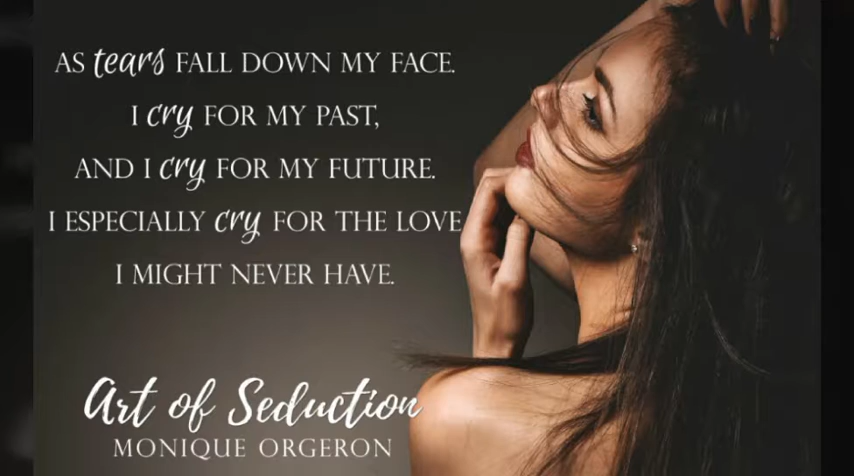 AS tears FALL DOWN MY FACE.
I cry FOR MY PAST,
AND I cry FOR MY FUTURE.
I ESPECIALLY cry FOR THE LOVE
I MIGHT NEVER HAVE.
Art of Seduction
MONIQUE ORGERON